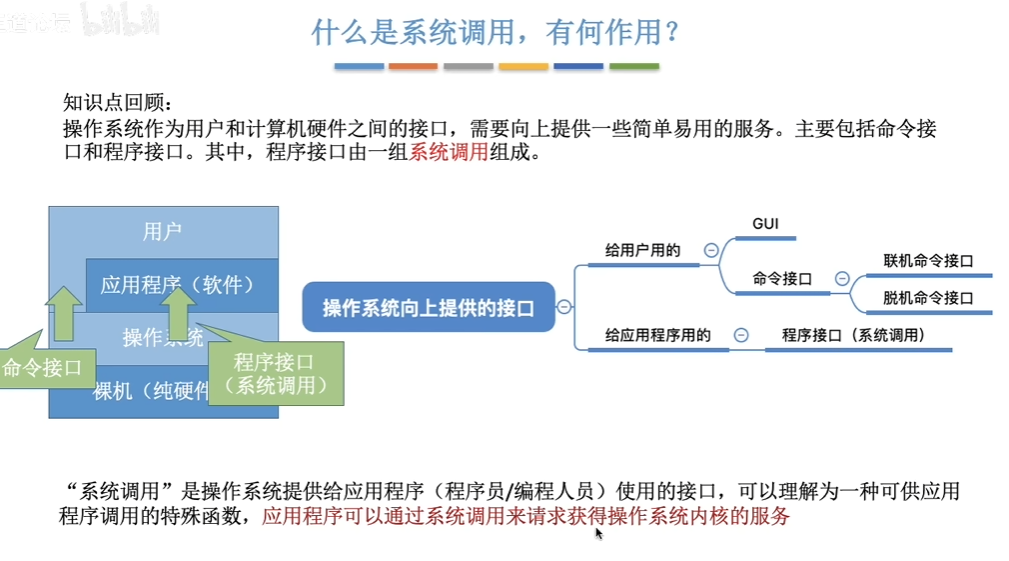 bilibili
什么是系统调用，有何作用？
知识点回顾：
操作系统作为用户和计算机硬件之间的接口，需要向上提供一些简单易用的服务。主要包括命令接
口和程序接口。其中，程序接口由一组系统调用组成。
用户
应用程序（软件）
操作系统
裸机（纯硬件
命令接口
程序接口
（系统调用）
操作系统向上提供的接口
给用户用的
GUI
命令接口
联机命令接口
脱机命令接口
给应用程序用的
程序接口（系统调用）
“系统调用”是操作系统提供给应用程序（程序员/编程人员）使用的接口，可以理解为一种可供应用
程序调用的特殊函数，应用程序可以通过系统调用来请求获得操作系统内核的服务